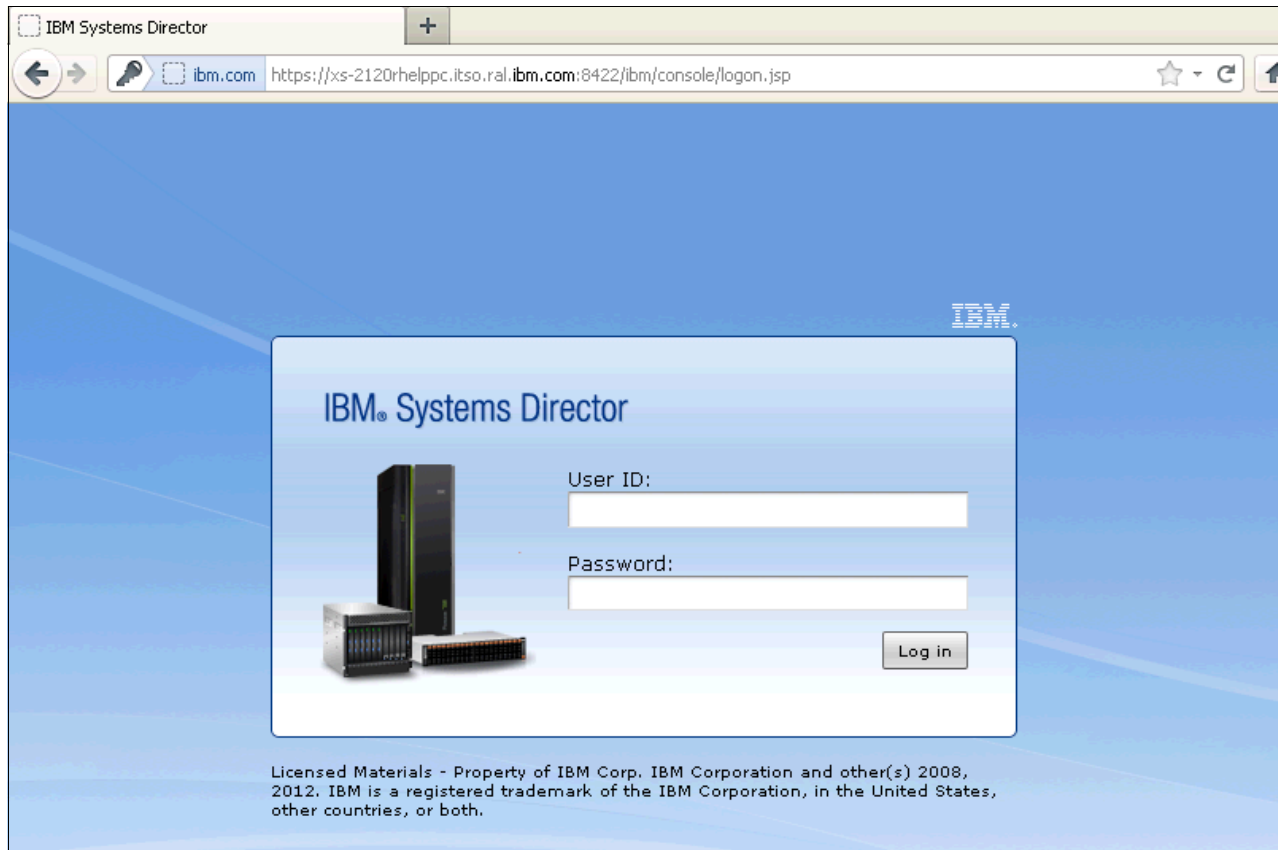 IBM Systems Director
+
ibm.com https://xs-2120rhelppc.itso.ral.ibm.com:8422/ibm/console/logon.jsp
IBM.
IBM® Systems Director
User ID:
Password:
Log in
Licensed Materials - Property of IBM Corp. IBM Corporation and other(s) 2008,
2012. IBM is a registered trademark of the IBM Corporation, in the United States,
other countries, or both.